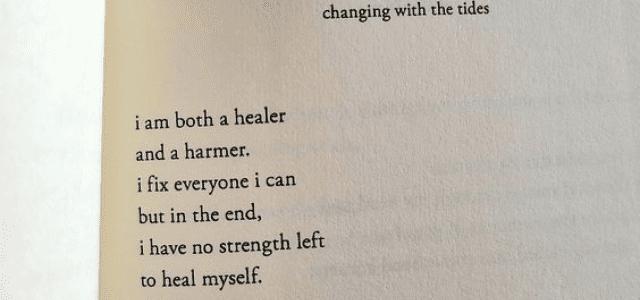 changing with the tides
i am both a healer
and a harmer.
i fix everyone i can
but in the end,
i have no strength left
to heal myself.